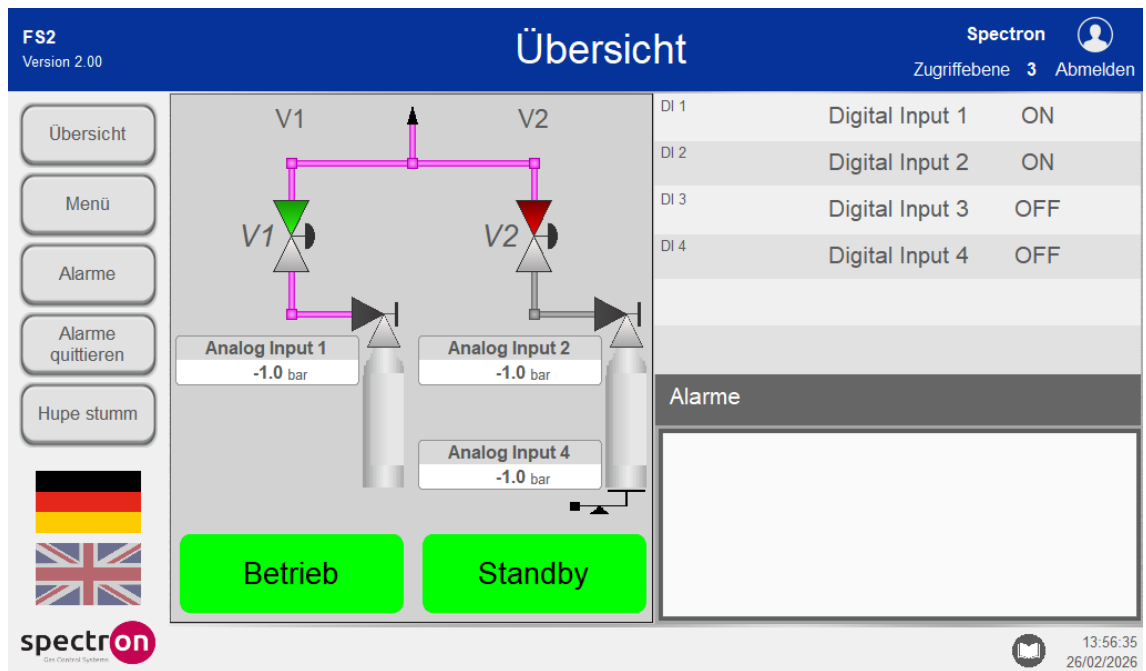 FS2
Version 2.00
Übersicht
Spectron
Zugriffebene 3 Abmelden
Übersicht
Menü
Alarme
Alarme
quittieren
Hupe stumm
V1
V2
V1
V2
Analog Input 1
-1.0 bar
Analog Input 2
-1.0 bar
Analog Input 4
-1.0 bar
Betrieb
Standby
DI 1 Digital Input 1 ON
DI 2 Digital Input 2 ON
DI 3 Digital Input 3 OFF
DI 4 Digital Input 4 OFF
Alarme
spectron
Gas Control Systems
13:56:35
26/02/2026